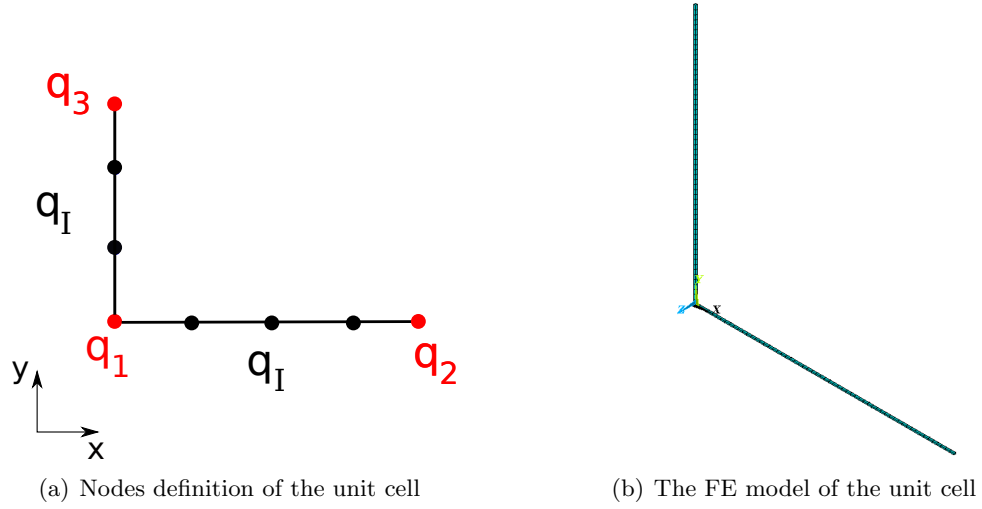 q3
qI
q1
qI
q2
y
x
Y
Z
X
(a) Nodes definition of the unit cell
(b) The FE model of the unit cell